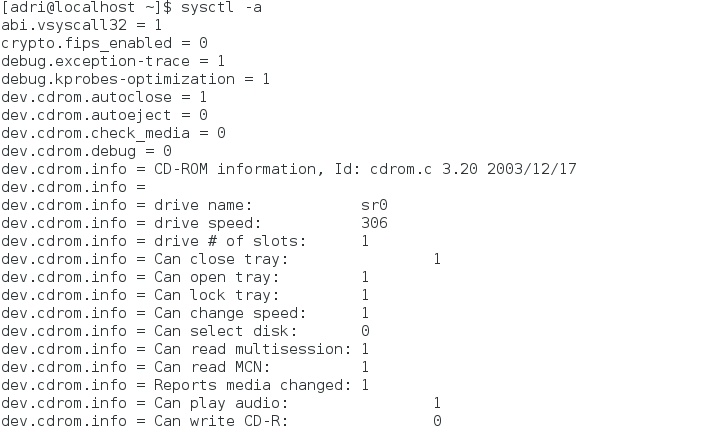 [adri@localhost ~]$ sysctl -a
abi.vsyscall32 = 1
crypto.fips_enabled = 0
debug.exception-trace = 1
debug.kprobes-optimization = 1
dev.cdrom.autoclose = 1
dev.cdrom.autoeject = 0
dev.cdrom.check_media = 0
dev.cdrom.debug = 0
dev.cdrom.info = CD-ROM information, Id: cdrom.c 3.20 2003/12/17
dev.cdrom.info =
dev.cdrom.info = drive name:            sr0
dev.cdrom.info = drive speed:           306
dev.cdrom.info = drive # of slots:      1
dev.cdrom.info = Can close tray:                1
dev.cdrom.info = Can open tray:         1
dev.cdrom.info = Can lock tray:         1
dev.cdrom.info = Can change speed:      1
dev.cdrom.info = Can select disk:       0
dev.cdrom.info = Can read multisession: 1
dev.cdrom.info = Can read MCN:          1
dev.cdrom.info = Reports media changed: 1
dev.cdrom.info = Can play audio:                1
dev.cdrom.info = Can write CD-R:                0